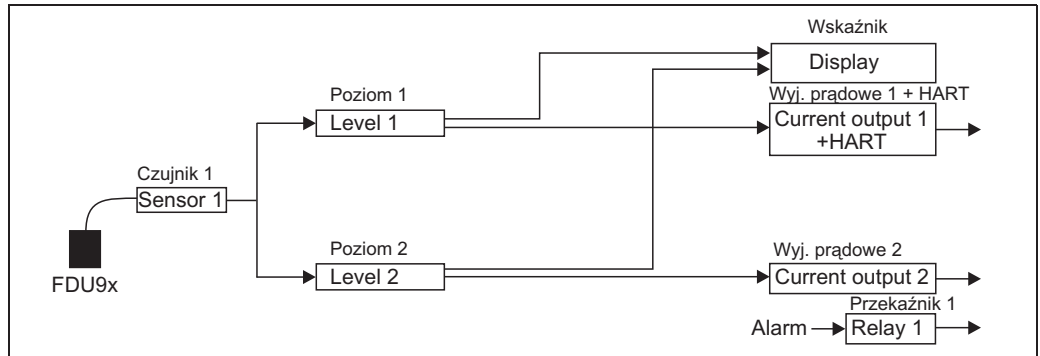 Wskaźnik
Display
Poziom 1
Level 1
Wyj. prądowe 1 + HART
Current output 1
+HART
Czujnik 1
Sensor 1
FDU9x
Poziom 2
Level 2
Wyj. prądowe 2
Current output 2
Przekaźnik 1
Alarm
Relay 1